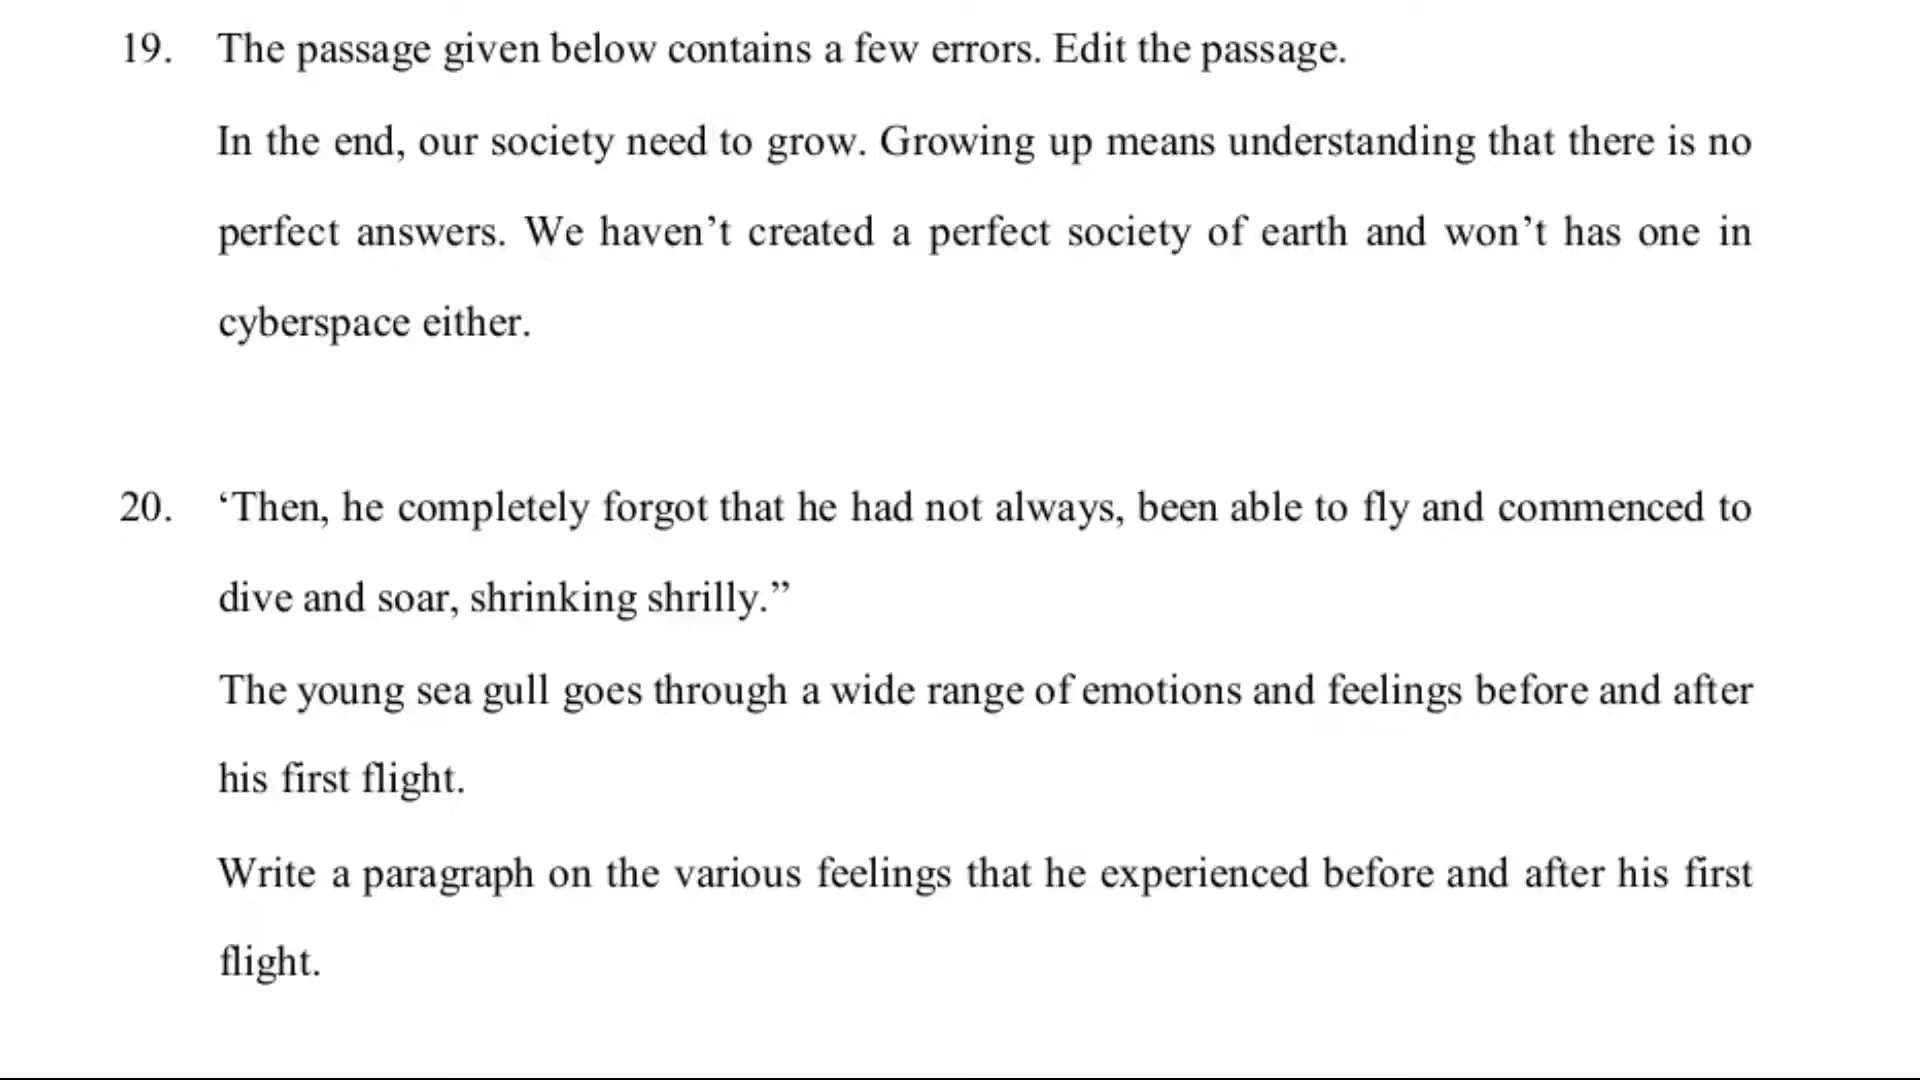 19. The passage given below contains a few errors. Edit the passage.
In the end, our society need to grow. Growing up means understanding that there is no
perfect answers. We haven’t created a perfect society of earth and won’t has one in
cyberspace either.
20. ‘Then, he completely forgot that he had not always, been able to fly and commenced to
dive and soar, shrinking shrilly.”
The young sea gull goes through a wide range of emotions and feelings before and after
his first flight.
Write a paragraph on the various feelings that he experienced before and after his first
flight.